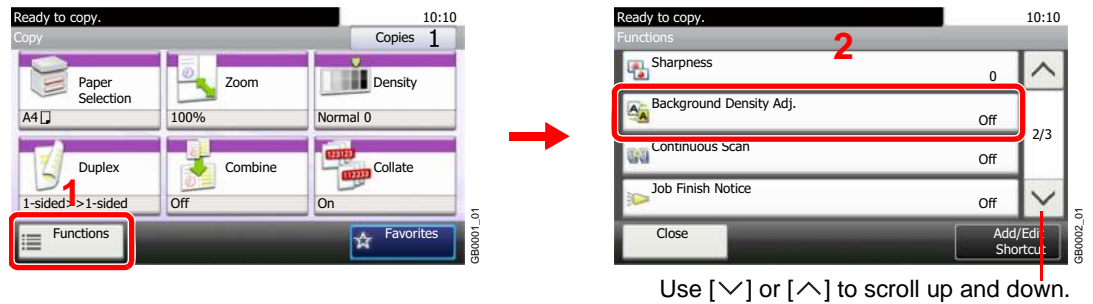 Ready to copy.
10:10
Copy
Copies 1
Paper
Selection
A4
Zoom
100%
Density
Normal 0
Duplex
1-sided>>1-sided
Combine
Off
123123
112233
Collate
On
1
Functions
Favorites
GB0001_01
Ready to copy.
10:10
Functions
2
Sharpness
0
Background Density Adj.
Off
2/3
Continuous Scan
Off
Job Finish Notice
Off
Close
Add/Edit
Shortcut
GB0002_01
Use [﹀] or [︿] to scroll up and down.